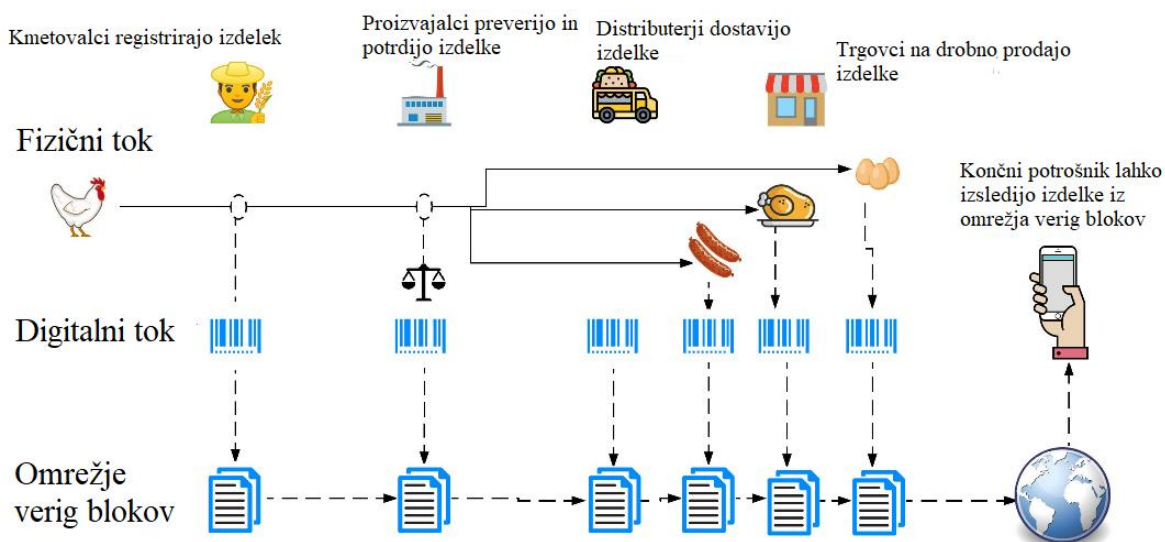 Kmetovalci registrirajo izdelek
Proizvajalci preverijo in
potrdijo izdelke
Distributerji dostavijo
izdelke
Trgovci na drobno prodajo
izdelke
Fizični tok
Končni potrošnik lahko
izsledijo izdelke iz
omrežja verig blokov
Digitalni tok
Omrežje
verig blokov